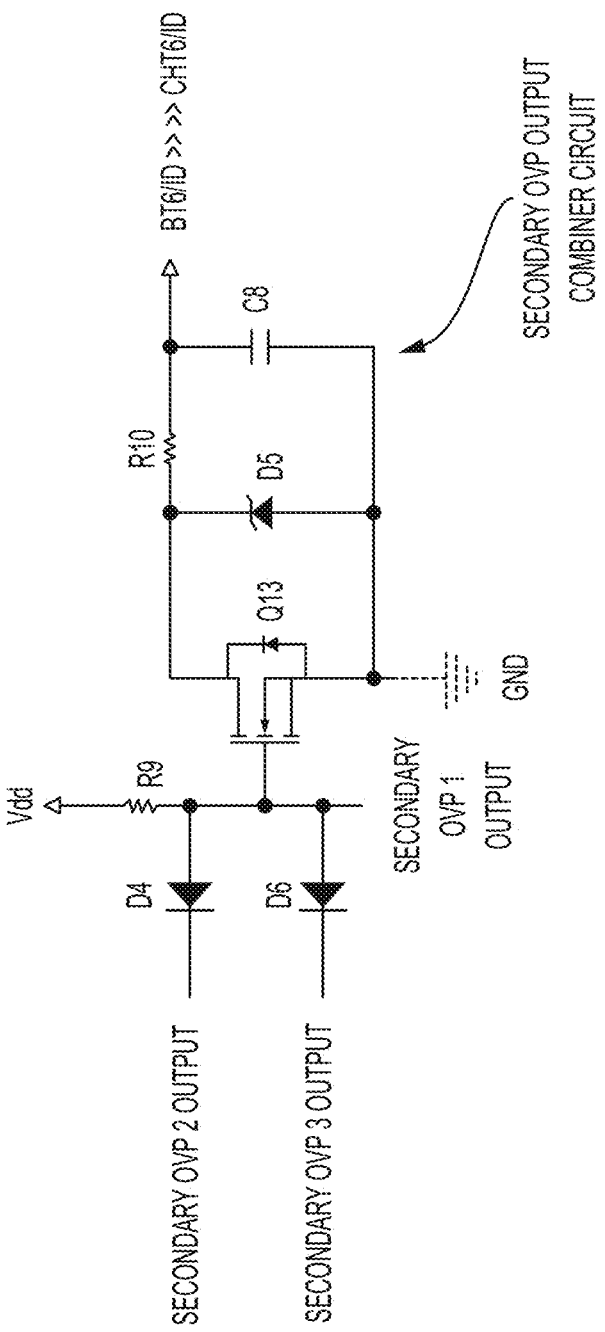 Vdd
R9
D4
D6
SECONDARY OVP 2 OUTPUT
SECONDARY OVP 3 OUTPUT
SECONDARY
OVP 1
OUTPUT
Q13
GND
D5
R10
C8
BT6/ID >> >> CHT6/ID
SECONDARY OVP OUTPUT
COMBINER CIRCUIT